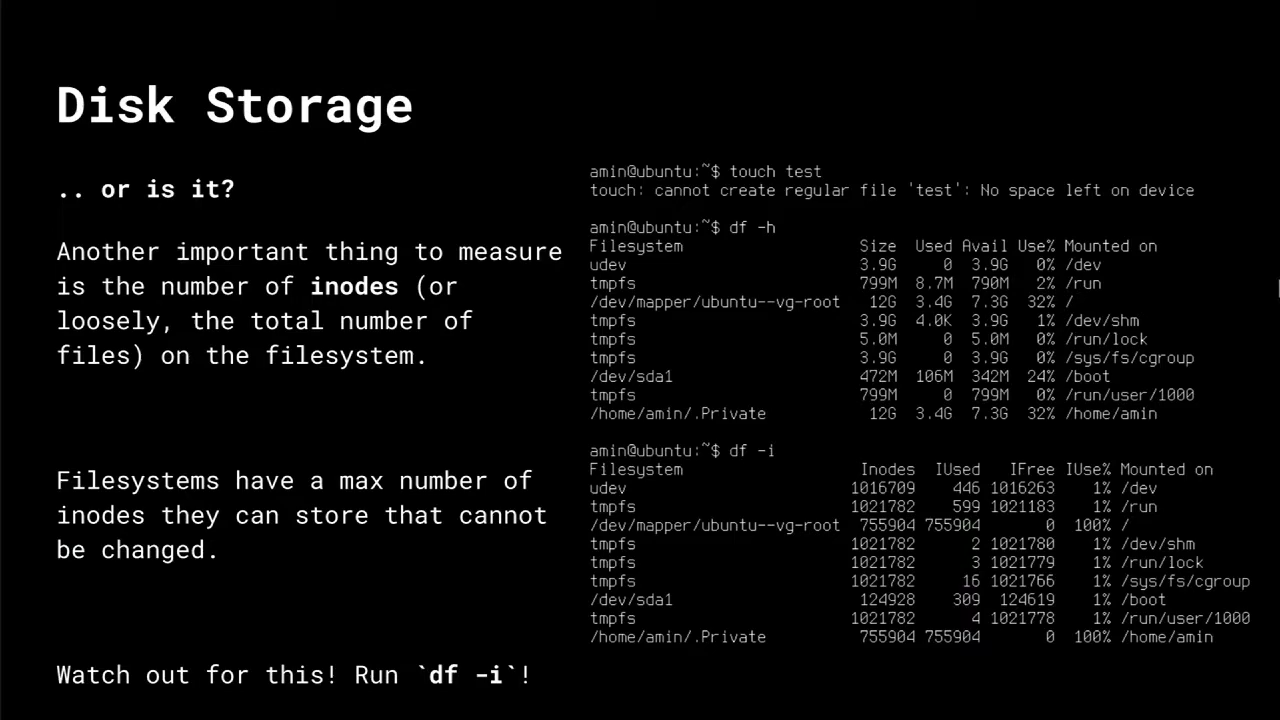 Disk Storage
.. or is it?
Another important thing to measure
is the number of inodes (or
loosely, the total number of
files) on the filesystem.
Filesystems have a max number of
inodes they can store that cannot
be changed.
Watch out for this! Run `df -i`!
amin@ubuntu:~$ touch test
touch: cannot create regular file 'test': No space left on device
amin@ubuntu:~$ df -h
Filesystem Size Used Avail Use% Mounted on
udev 3.9G 0 3.9G 0% /dev
tmpfs 799M 8.7M 790M 2% /run
/dev/mapper/ubuntu--vg-root 12G 3.4G 7.3G 32% /
tmpfs 3.9G 4.0K 3.9G 1% /dev/shm
tmpfs 5.0M 0 5.0M 0% /run/lock
tmpfs 3.9G 0 3.9G 0% /sys/fs/cgroup
/dev/sda1 472M 106M 342M 24% /boot
tmpfs 799M 0 799M 0% /run/user/1000
/home/amin/.Private 12G 3.4G 7.3G 32% /home/amin
amin@ubuntu:~$ df -i
Filesystem Inodes IUsed IFree IUse% Mounted on
udev 1016709 446 1016263 1% /dev
tmpfs 1021782 599 1021183 1% /run
/dev/mapper/ubuntu--vg-root 755904 755904 0 100% /
tmpfs 1021782 2 1021780 1% /dev/shm
tmpfs 1021782 3 1021779 1% /run/lock
tmpfs 1021782 16 1021766 1% /sys/fs/cgroup
/dev/sda1 124928 309 124619 1% /boot
tmpfs 1021782 4 1021778 1% /run/user/1000
/home/amin/.Private 755904 755904 0 100% /home/amin